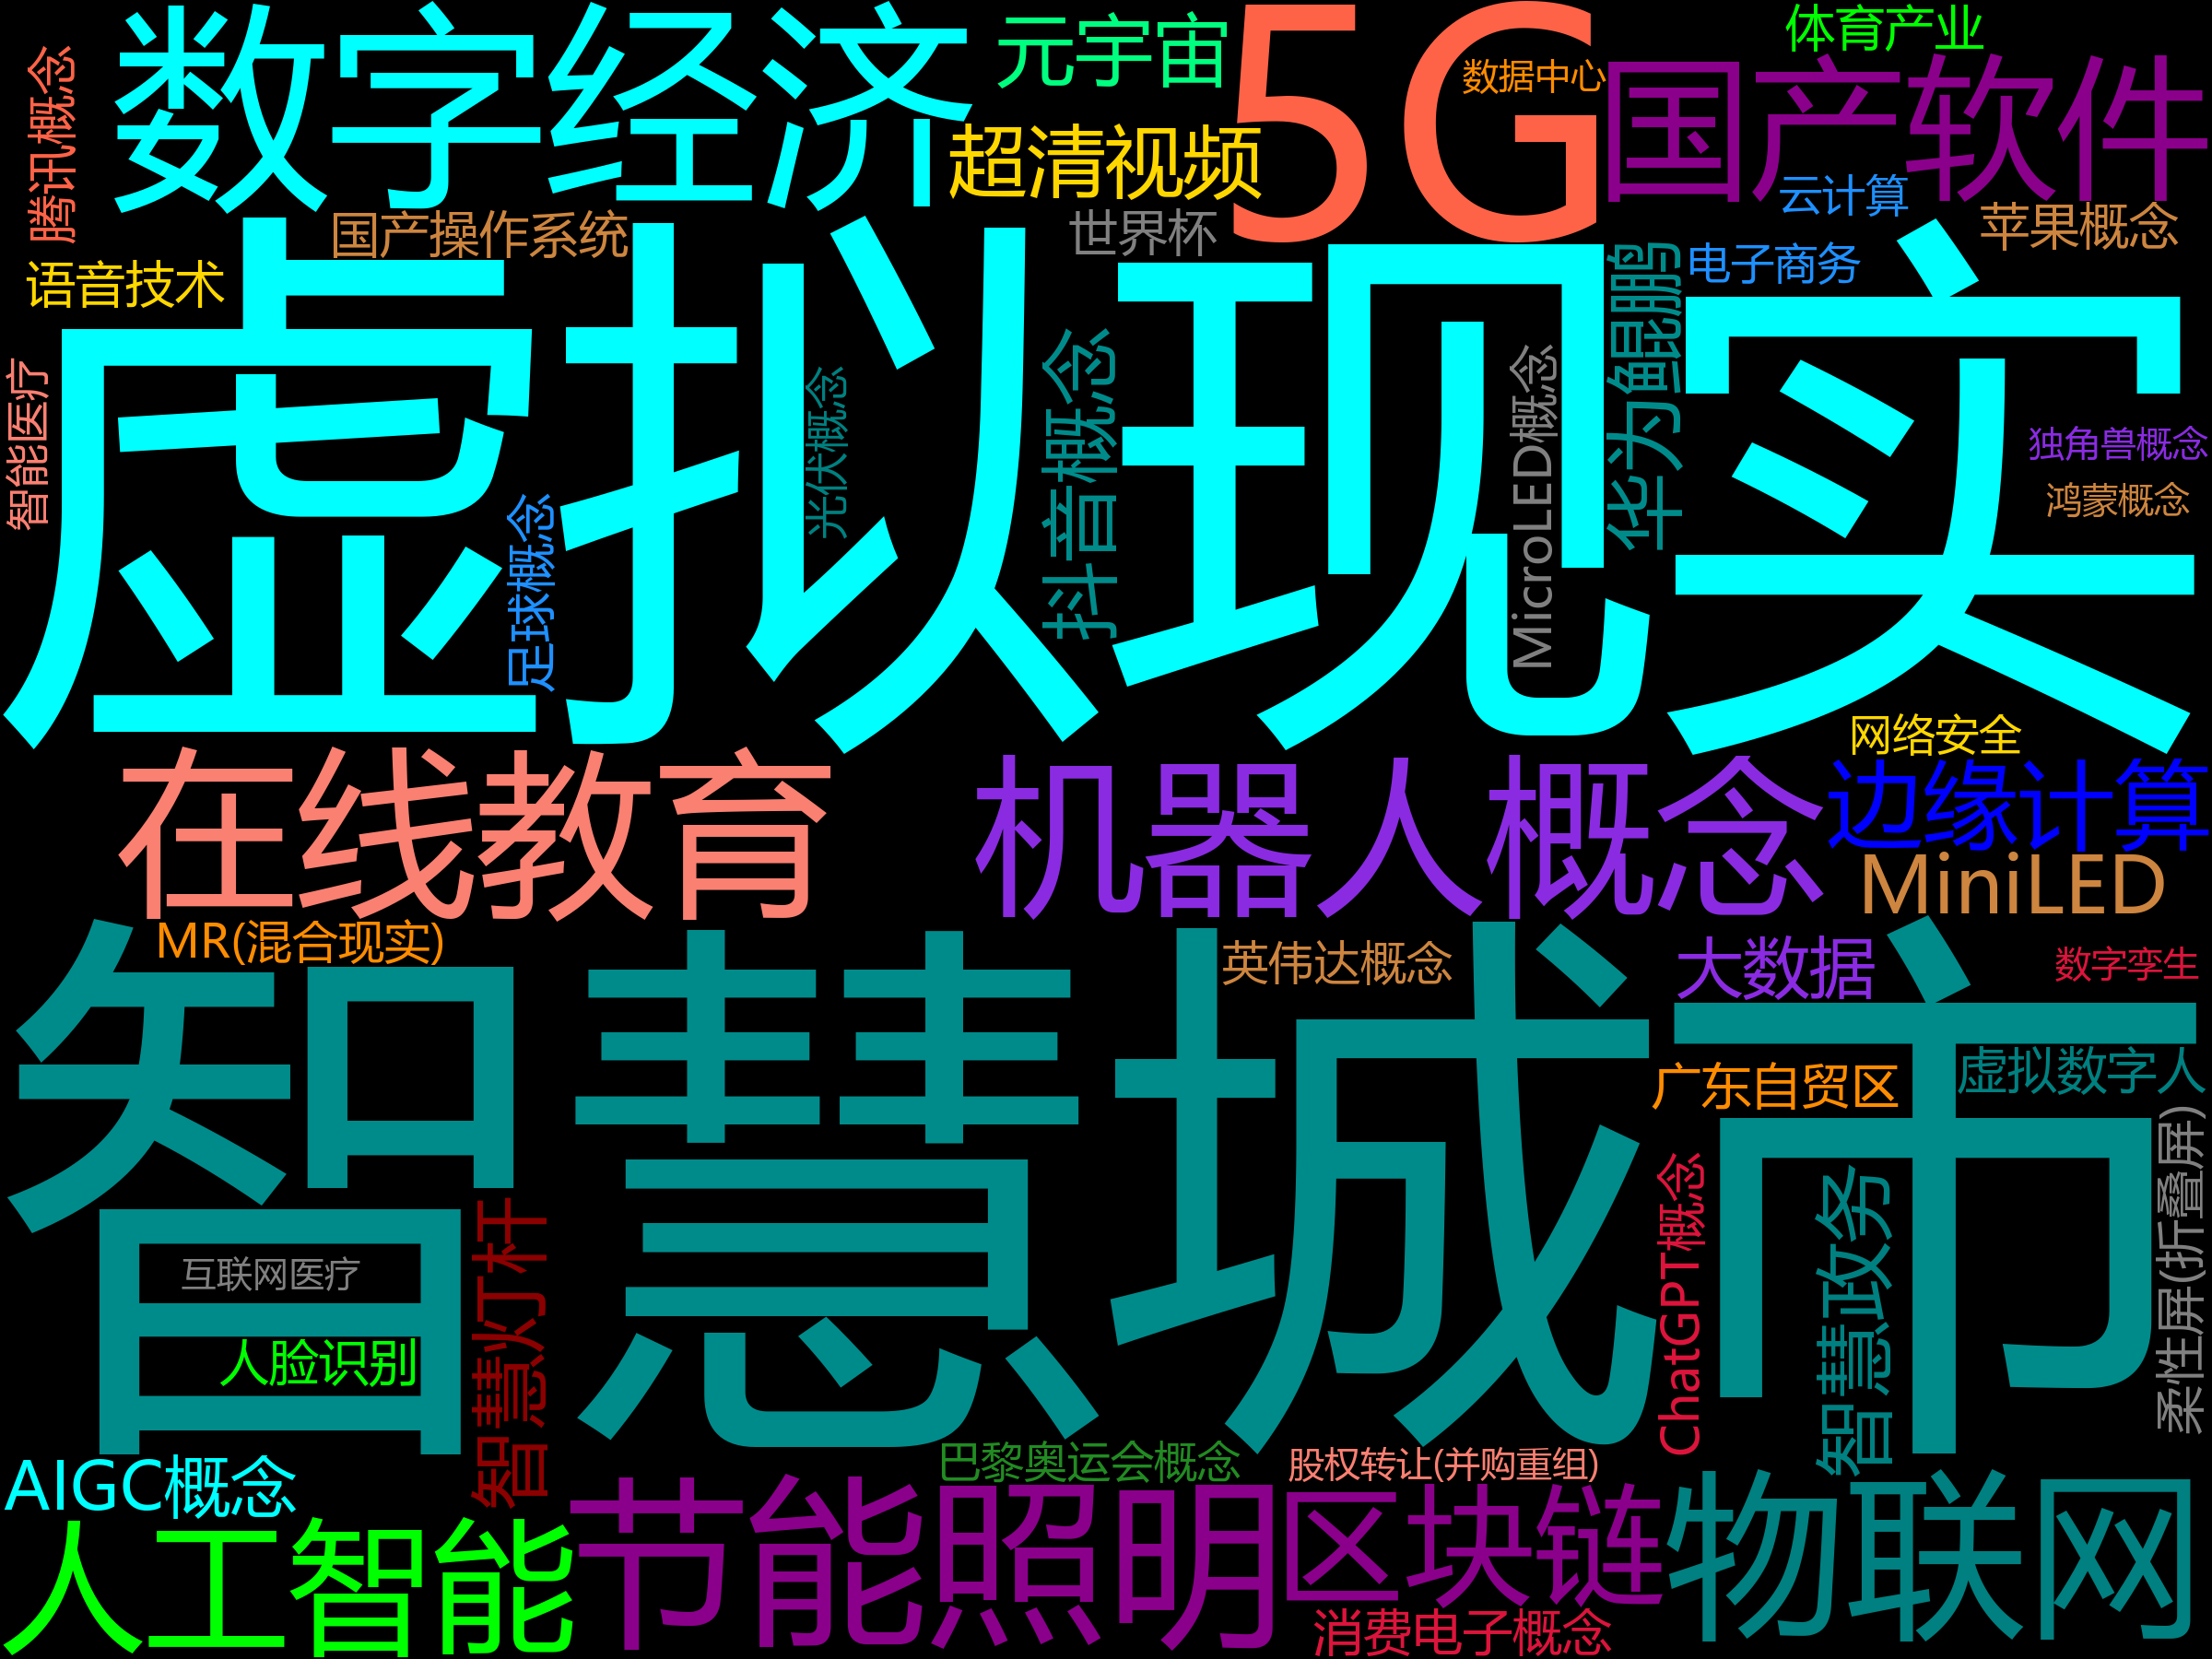 数字经济
元宇宙
5G
体育产业
数据中心
国产软件
腾讯概念
超清视频
云计算
苹果概念
国产操作系统
世界杯
电子商务
语音技术
虚拟现实
华为鲲鹏
抖音概念
MicroLED概念
智能医疗
光伏概念
独角兽概念
鸿蒙概念
足球概念
网络安全
在线教育
机器人概念
边缘计算
MiniLED
MR(混合现实)
英伟达概念
大数据
数字孪生
智慧城市
广东自贸区
虚拟数字人
柔性屏(折叠屏)
ChatGPT概念
智慧政务
智慧灯杆
互联网医疗
人脸识别
AIGC概念
巴黎奥运会概念
股权转让(并购重组)
人工智能
节能照明
区块链
物联网
消费电子概念